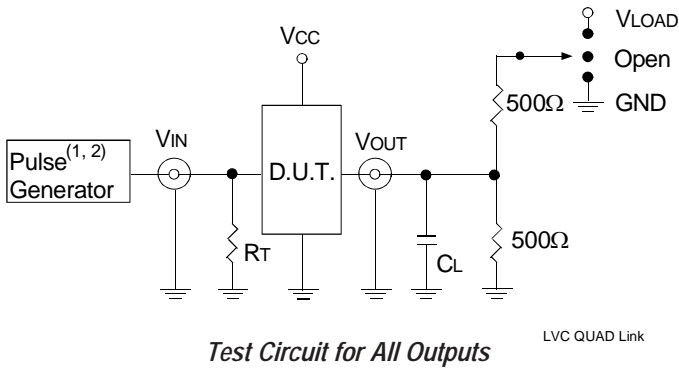 VLOAD
VCC
Open
500Ω
GND
Pulse(1, 2)
Generator
VIN
D.U.T.
VOUT
RT
CL
500Ω
Test Circuit for All Outputs
LVC QUAD Link